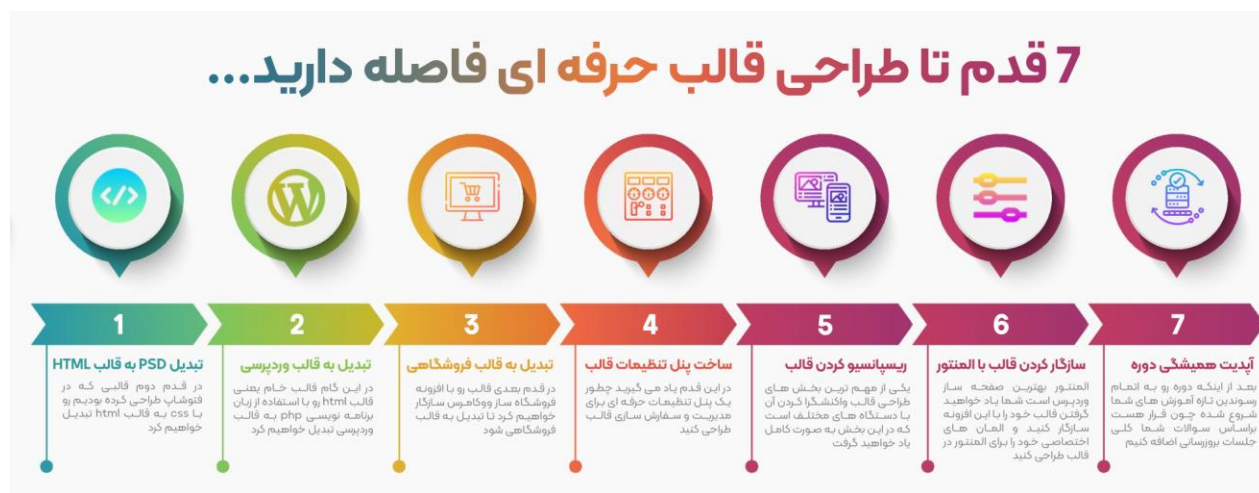 7 قدم تا طراحی قالب حرفه ای فاصله دارید...
1
تبدیل PSD به قالب HTML
در قدم دوم قالبی که در
فتوشاپ طراحی کرده بودیم رو
با css به قالب html تبدیل
خواهیم کرد
2
تبدیل به قالب وردپرسی
در این گام قالب خام یعنی
قالب html رو با استفاده از زبان
برنامه نویسی php به قالب
وردپرسی تبدیل خواهیم کرد
3
تبدیل به قالب فروشگاهی
در قدم بعدی قالب رو با افزونه
فروشگاه ساز ووکامرس سازگار
خواهیم کرد تا تبدیل به قالب
فروشگاهی شود
4
ساخت پنل تنظیمات قالب
در این قدم یاد می گیرید چطور
یک پنل تنظیمات حرفه ای برای
مدیریت و سفارش سازی قالب
طراحی کنید
5
ریسپانسیو کردن قالب
یکی از مهم ترین بخش های
طراحی قالب واکنشگرا کردن آن
با دستگاه های مختلف است
که در این بخش به صورت کامل
یاد خواهید گرفت
6
سازگار کردن قالب با المنتور
المنتور بهترین صفحه ساز
وردپرس است شما یاد خواهید
گرفتن قالب خود را با این افزونه
سازگار کنید و المان های
اختصاصی خود را برای المنتور در
قالب طراحی کنید
7
آپدیت همیشگی دوره
بعد از اینکه دوره رو به اتمام
رسوندین تازه آموزش های شما
شروع شده چون قرار هست
براساس سوالات شما کلی
جلسات بروزرسانی اضافه کنیم